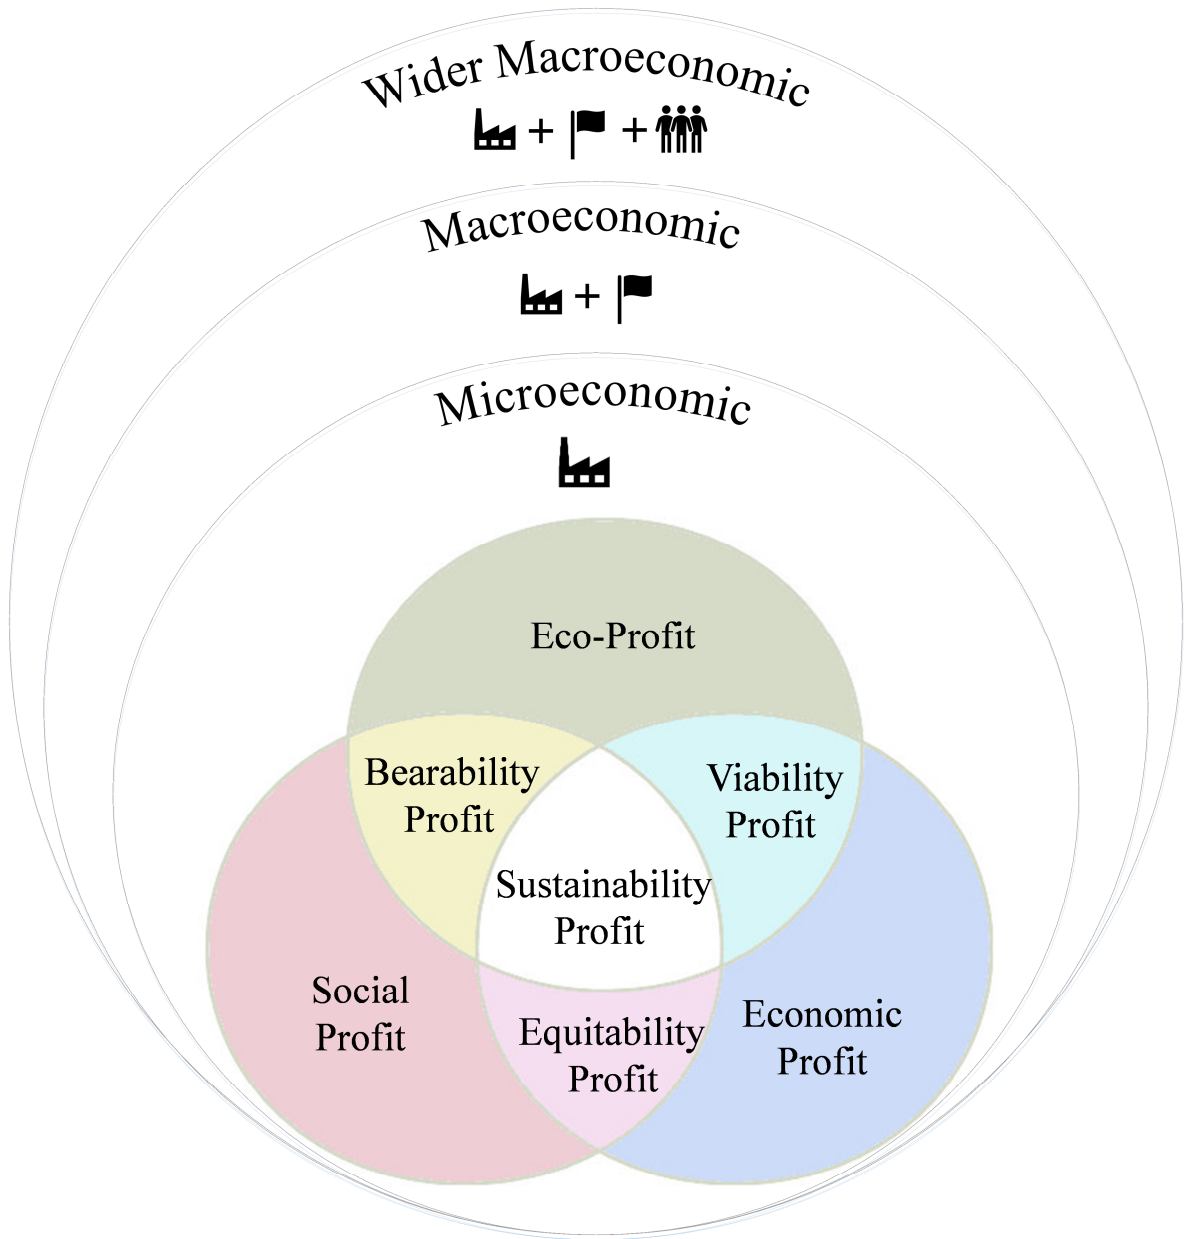 Wider Macroeconomic
+ +
Macroeconomic
+
Microeconomic
Eco-Profit
Bearability
Profit
Viability
Profit
Sustainability
Profit
Social
Profit
Equitability
Profit
Economic
Profit